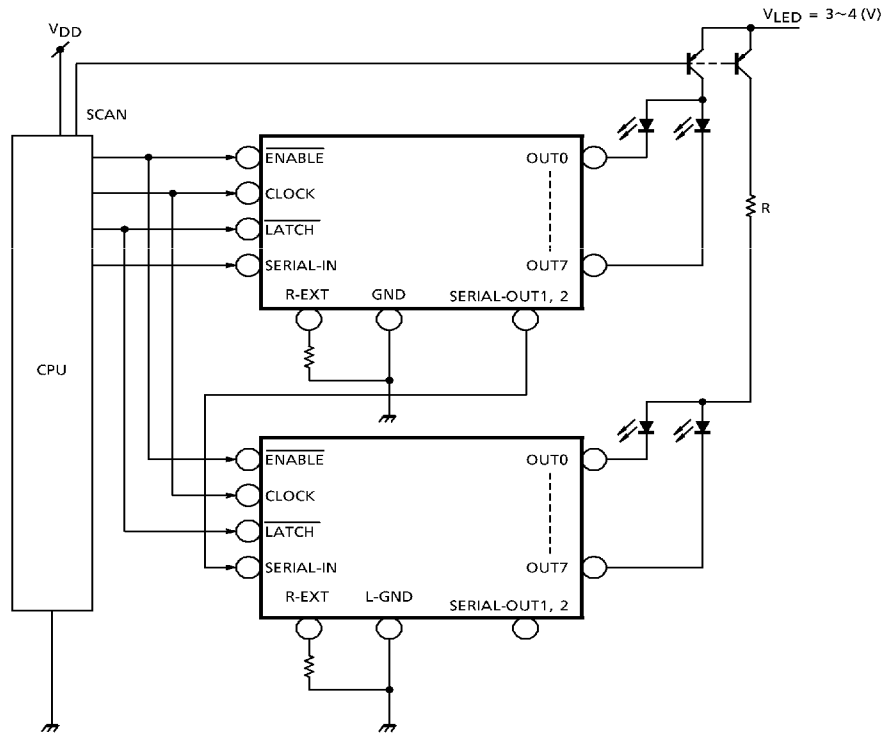 V_DD
V_LED = 3~4 (V)
SCAN
CPU
ENABLE
CLOCK
LATCH
SERIAL-IN
OUT0
OUT7
R-EXT
GND
SERIAL-OUT1, 2
R
ENABLE
CLOCK
LATCH
SERIAL-IN
OUT0
OUT7
R-EXT
L-GND
SERIAL-OUT1, 2